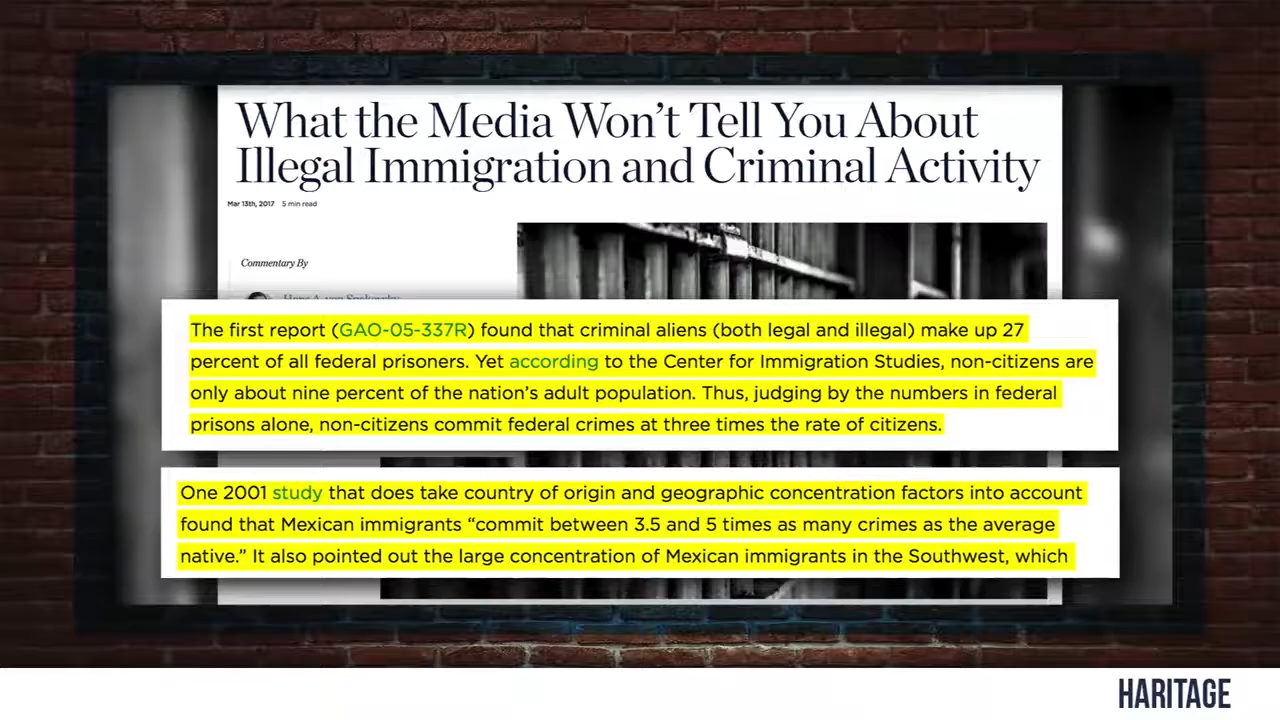 What the Media Won't Tell You About
Illegal Immigration and Criminal Activity
Mar 13th, 2017 5 min read
Commentary By
The first report (GAO-05-337R) found that criminal aliens (both legal and illegal) make up 27
percent of all federal prisoners. Yet according to the Center for Immigration Studies, non-citizens are
only about nine percent of the nation's adult population. Thus, judging by the numbers in federal
prisons alone, non-citizens commit federal crimes at three times the rate of citizens.
One 2001 study that does take country of origin and geographic concentration factors into account
found that Mexican immigrants “commit between 3.5 and 5 times as many crimes as the average
native.” It also pointed out the large concentration of Mexican immigrants in the Southwest, which
HARITAGE